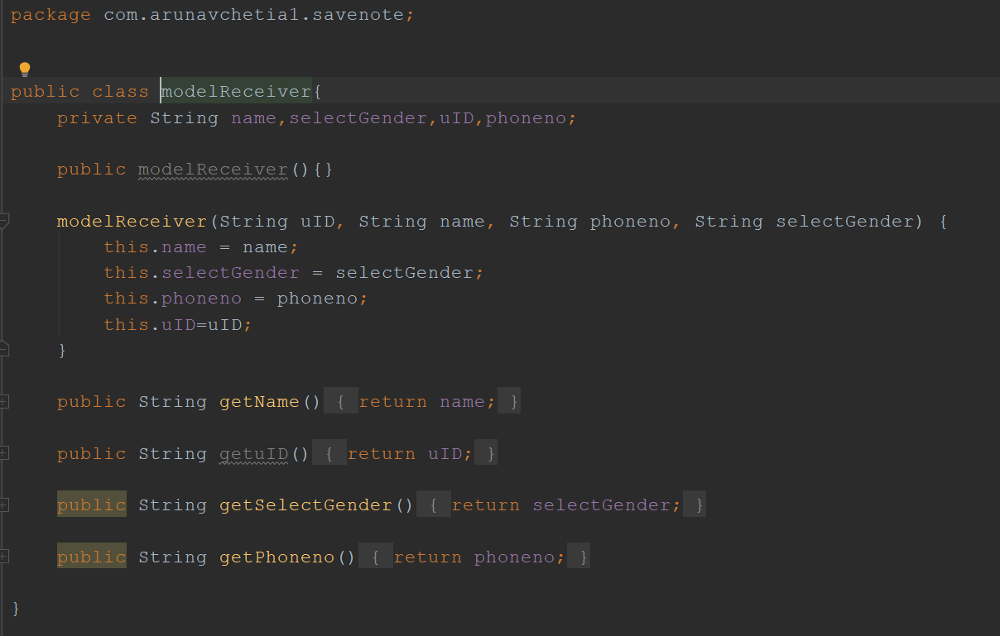 package com.arunavchetia1.savenote;
public class modelReceiver{
private String name,selectGender,uID,phoneno;
public modelReceiver(){}
modelReceiver(String uID, String name, String phoneno, String selectGender) {
this.name = name;
this.selectGender = selectGender;
this.phoneno = phoneno;
this.uID=uID;
}
public String getName() { return name; }
public String getuID() { return uID; }
public String getSelectGender() { return selectGender; }
public String getPhoneno() { return phoneno; }
}